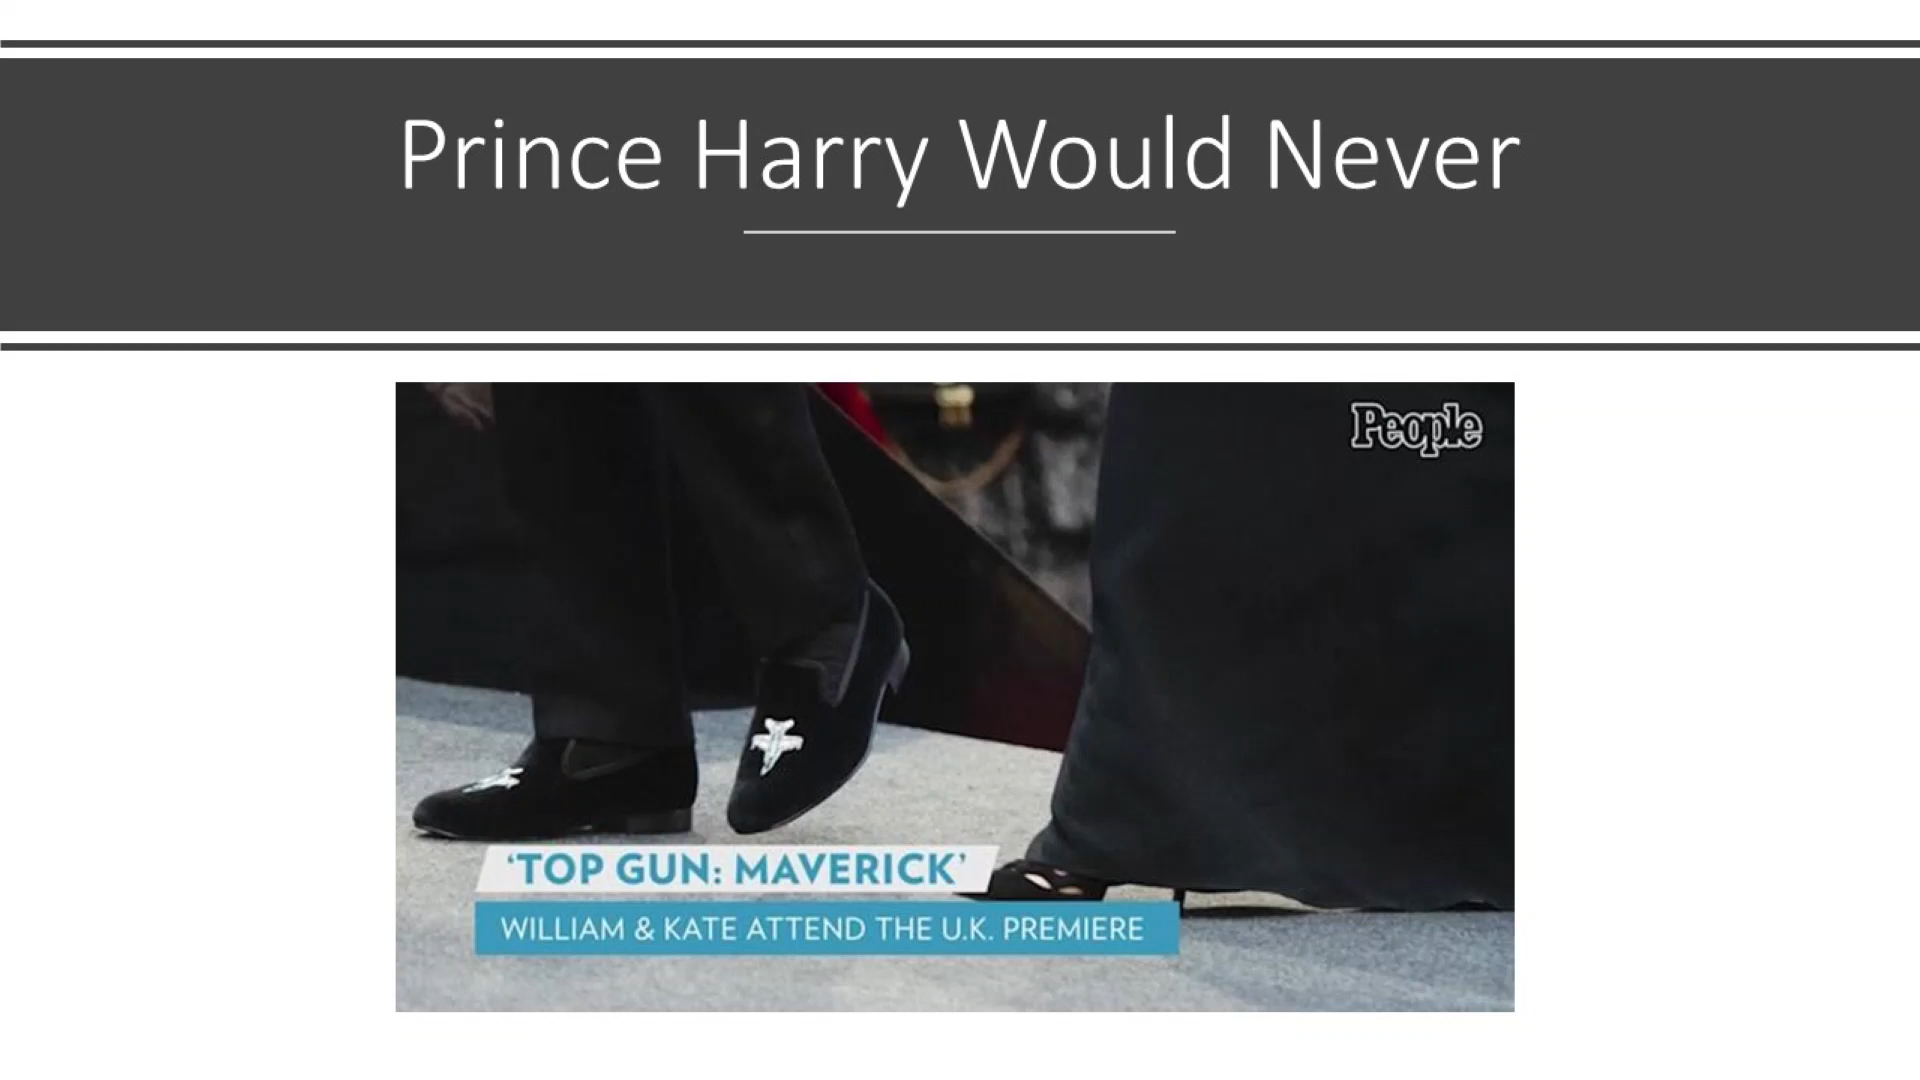 Prince Harry Would Never
People
'TOP GUN: MAVERICK'
WILLIAM & KATE ATTEND THE U.K. PREMIERE